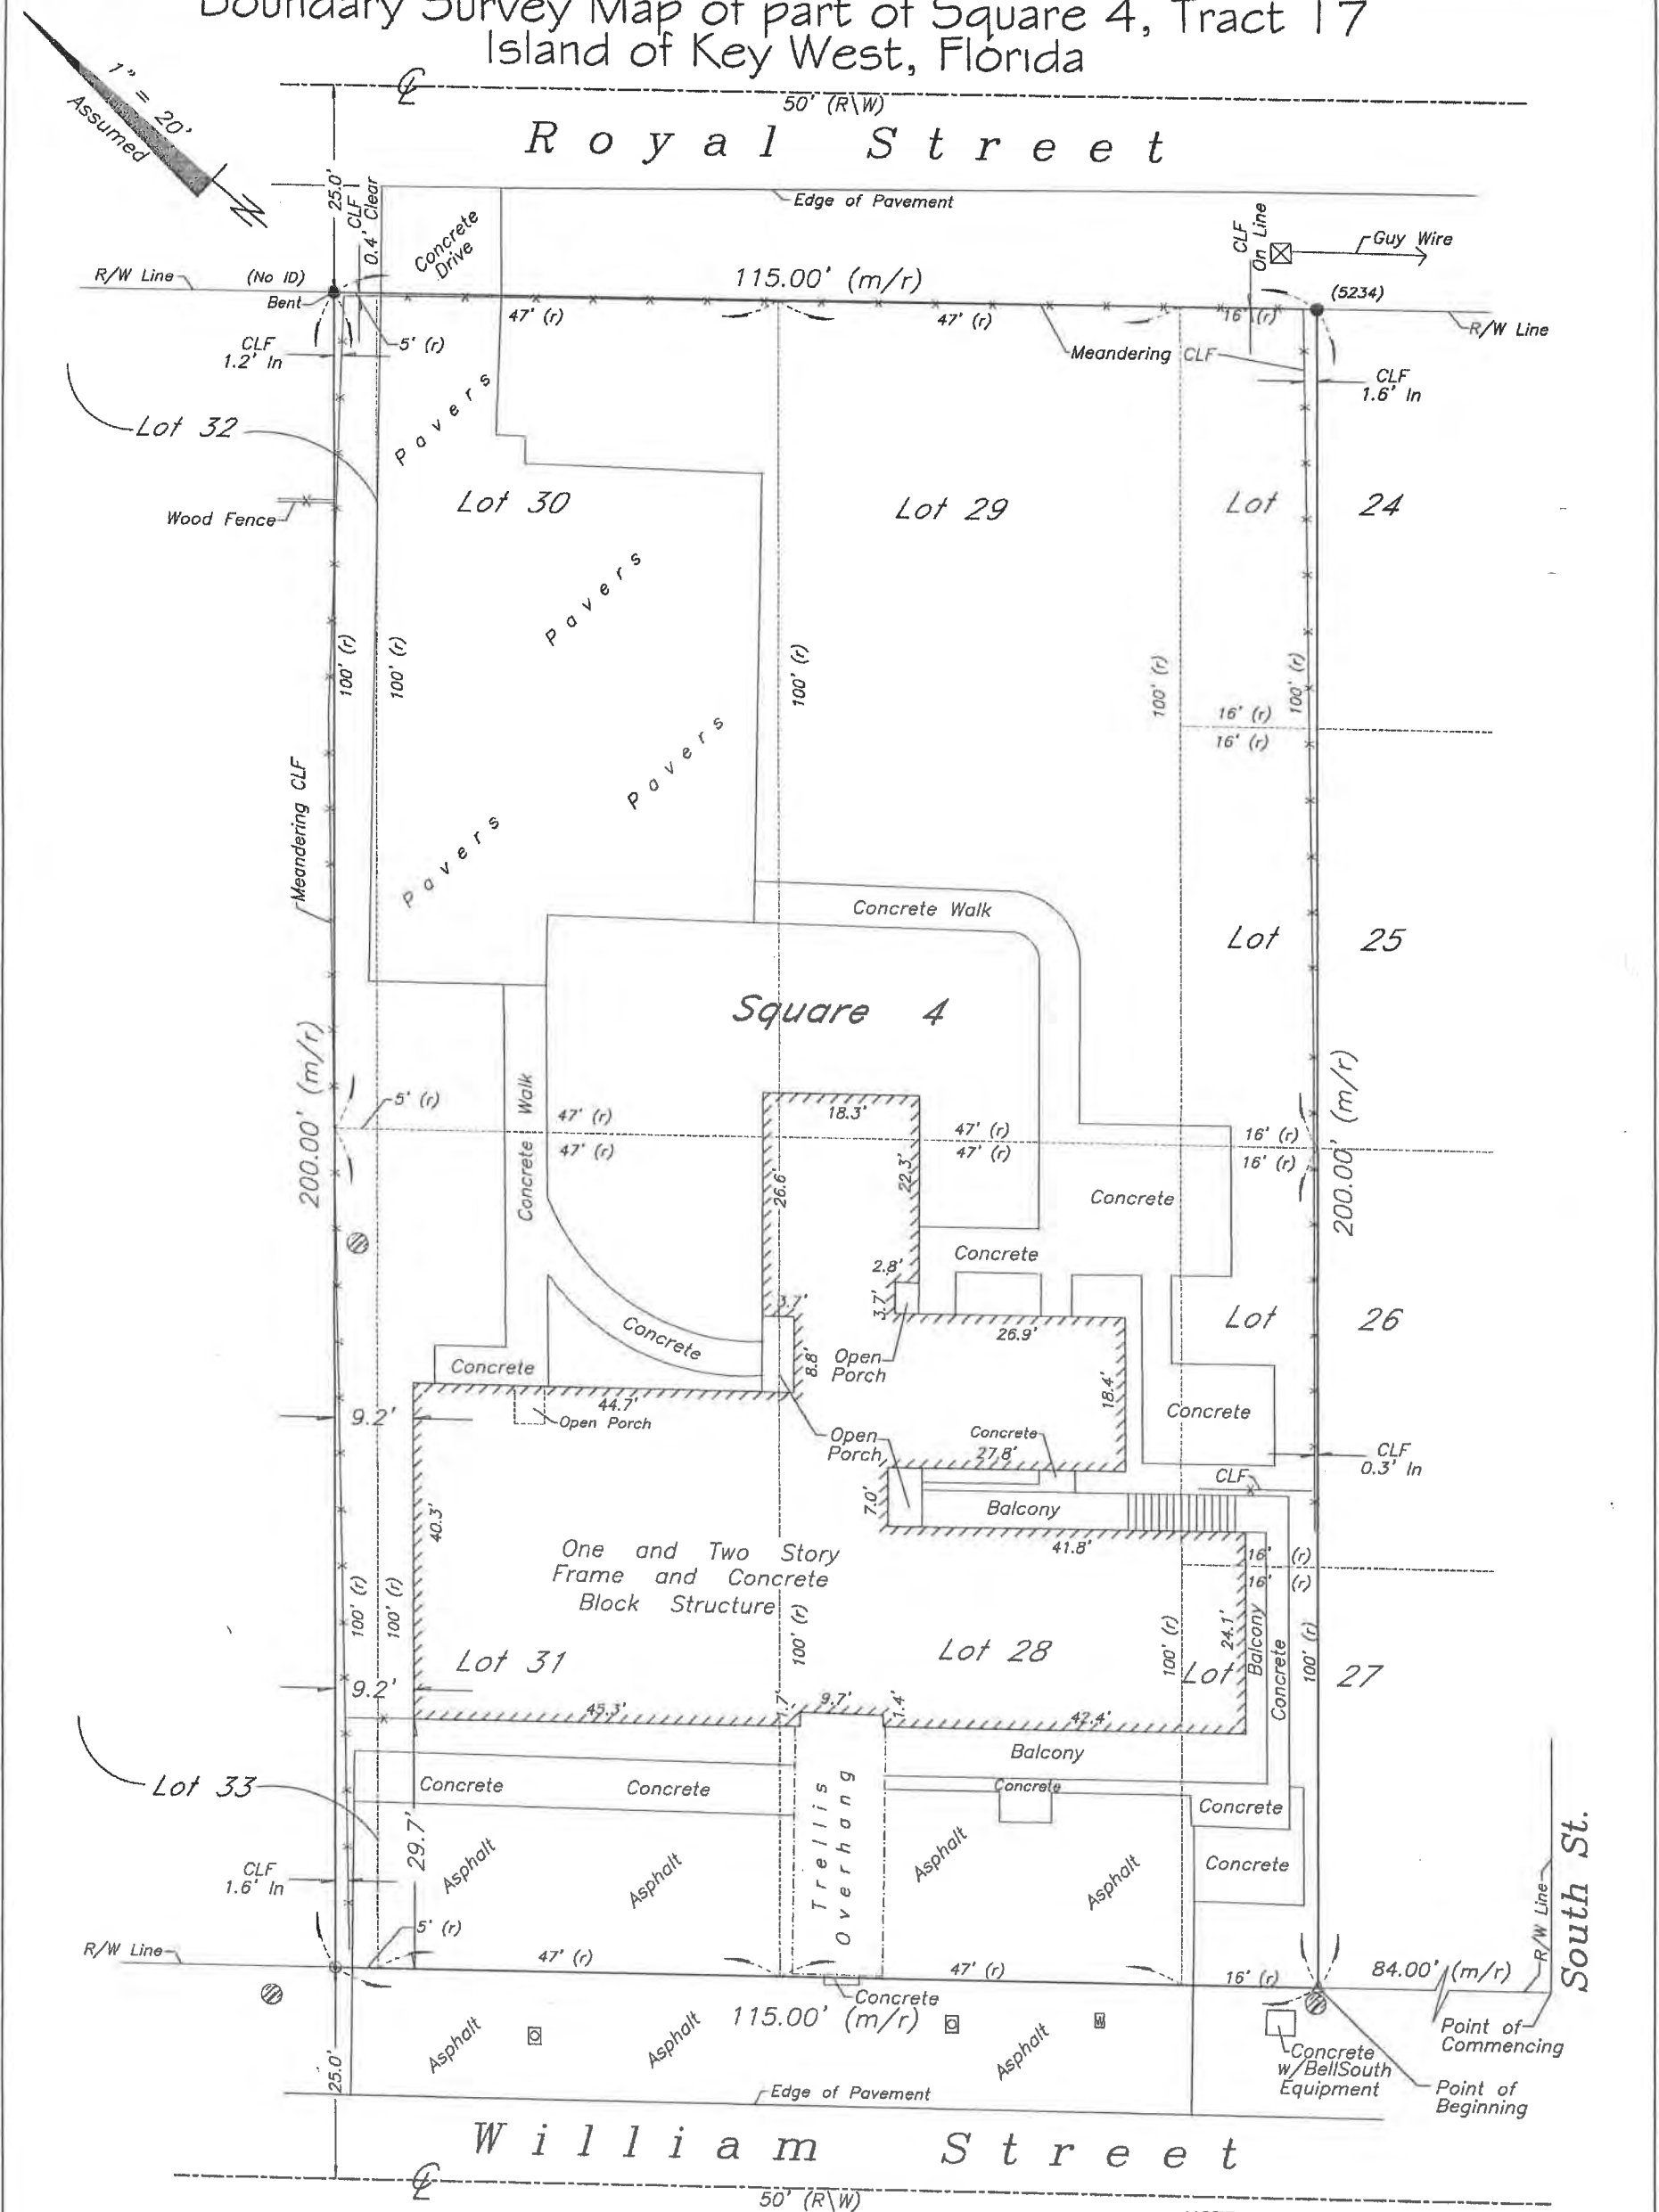 Boundary Survey Map of part of Square 4, Tract 17
Island of Key West, Florida
1" = 20'
Assumed
N
℄
50' (R\W)
Royal Street
25.0'
CLF
0.4' Clear
Concrete
Drive
Edge of Pavement
CLF
On Line
Guy Wire
R/W Line
(No ID)
Bent
115.00' (m/r)
(5234)
R/W Line
47' (r)
47' (r)
16' (r)
5' (r)
CLF
1.2' In
Meandering CLF
CLF
1.6' In
Lot 32
Pavers
Wood Fence
Lot 30
Lot 29
Lot 24
Pavers
100' (r)
100' (r)
100' (r)
100' (r)
100' (r)
16' (r)
16' (r)
Pavers
Meandering CLF
Pavers
Concrete Walk
Lot 25
Square 4
200.00' (m/r)
5' (r)
Concrete Walk
47' (r)
47' (r)
18.3'
47' (r)
47' (r)
16' (r)
16' (r)
200.00' (m/r)
26.6'
22.3'
Concrete
Concrete
2.8'
3.7'
3.7'
26.9'
Lot 26
Concrete
Concrete
8.8'
Open
Porch
18.4'
44.7'
9.2'
Open Porch
Concrete
Open
Porch
Concrete
27.8'
CLF
0.3' In
CLF
7.0'
Balcony
40.3'
41.8'
One and Two Story
Frame and Concrete
Block Structure
16' (r)
16' (r)
100' (r)
100' (r)
100' (r)
100' (r)
24.1'
Balcony
Concrete
100' (r)
Lot 31
Lot 28
Lot 27
9.2'
45.3'
1.7'
9.7'
1.4'
42.4'
Balcony
Lot 33
Concrete
Concrete
Concrete
Concrete
Trellis
Overhang
29.7'
Asphalt
Asphalt
Asphalt
Asphalt
Concrete
CLF
1.6' In
R/W Line
South St.
5' (r)
R/W Line
47' (r)
47' (r)
16' (r)
84.00' (m/r)
Concrete
115.00' (m/r)
Asphalt
Asphalt
Asphalt
W
Point of
Commencing
Concrete
w/BellSouth
Equipment
Point of
Beginning
25.0'
Edge of Pavement
William Street
℄
50' (R\W)